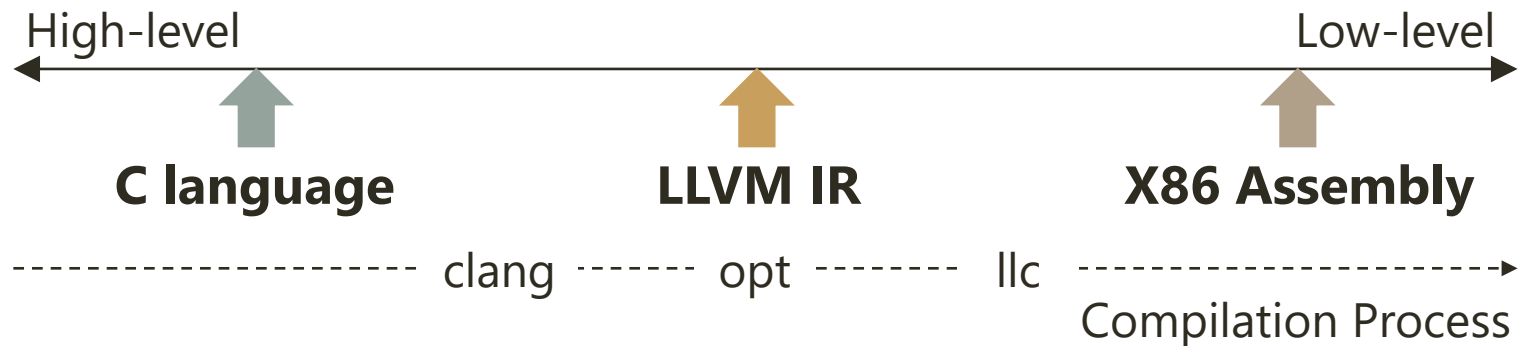 High-level Low-level
C language LLVM IR X86 Assembly
clang opt llc
Compilation Process